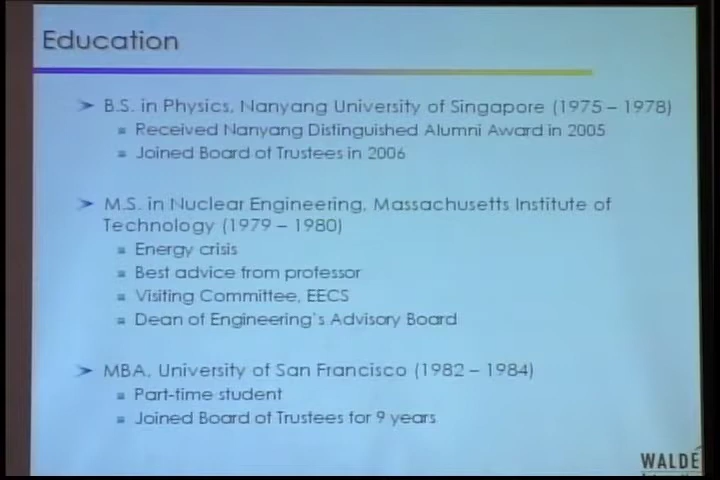 Education
➢ B.S. in Physics, Nanyang University of Singapore (1975 – 1978)
▪ Received Nanyang Distinguished Alumni Award in 2005
▪ Joined Board of Trustees in 2006
➢ M.S. in Nuclear Engineering, Massachusetts Institute of
Technology (1979 – 1980)
▪ Energy crisis
▪ Best advice from professor
▪ Visiting Committee, EECS
▪ Dean of Engineering's Advisory Board
➢ MBA, University of San Francisco (1982 – 1984)
▪ Part-time student
▪ Joined Board of Trustees for 9 years
WALDE